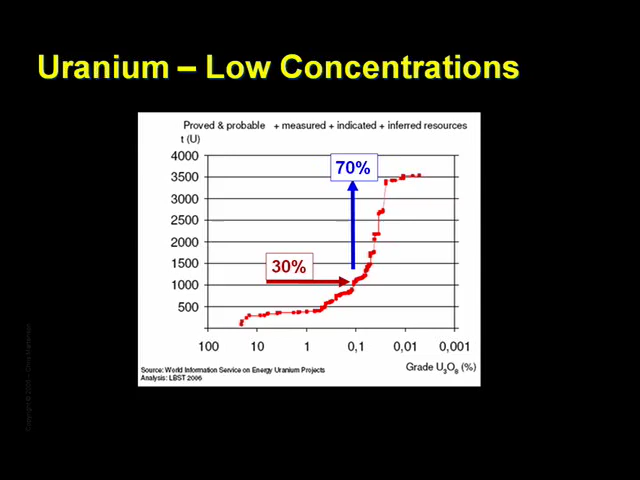 Uranium – Low Concentrations
Proved & probable + measured + indicated + inferred resources
t (U)
4000
3500
3000
2500
2000
1500
1000
500
70%
30%
100 10 1 0,1 0,01 0,001
Grade U₃O₈ (%)
Source: World Information Service on Energy Uranium Projects
Analysis: LBST 2006